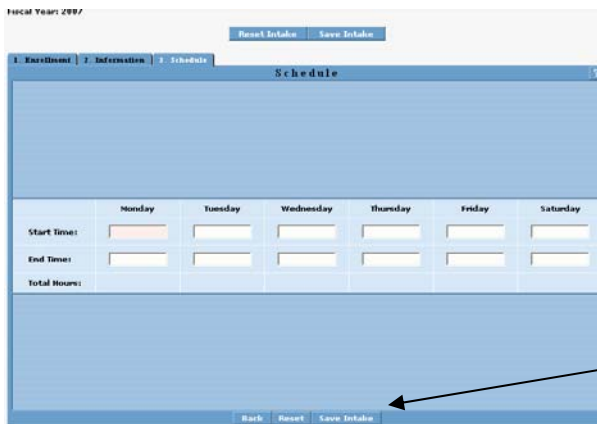 Fiscal Year: 2007
Reset Intake Save Intake
1. Enrollment 2. Information 3. Schedule
Schedule ?
Monday Tuesday Wednesday Thursday Friday Saturday
Start Time:
End Time:
Total Hours:
Back Reset Save Intake